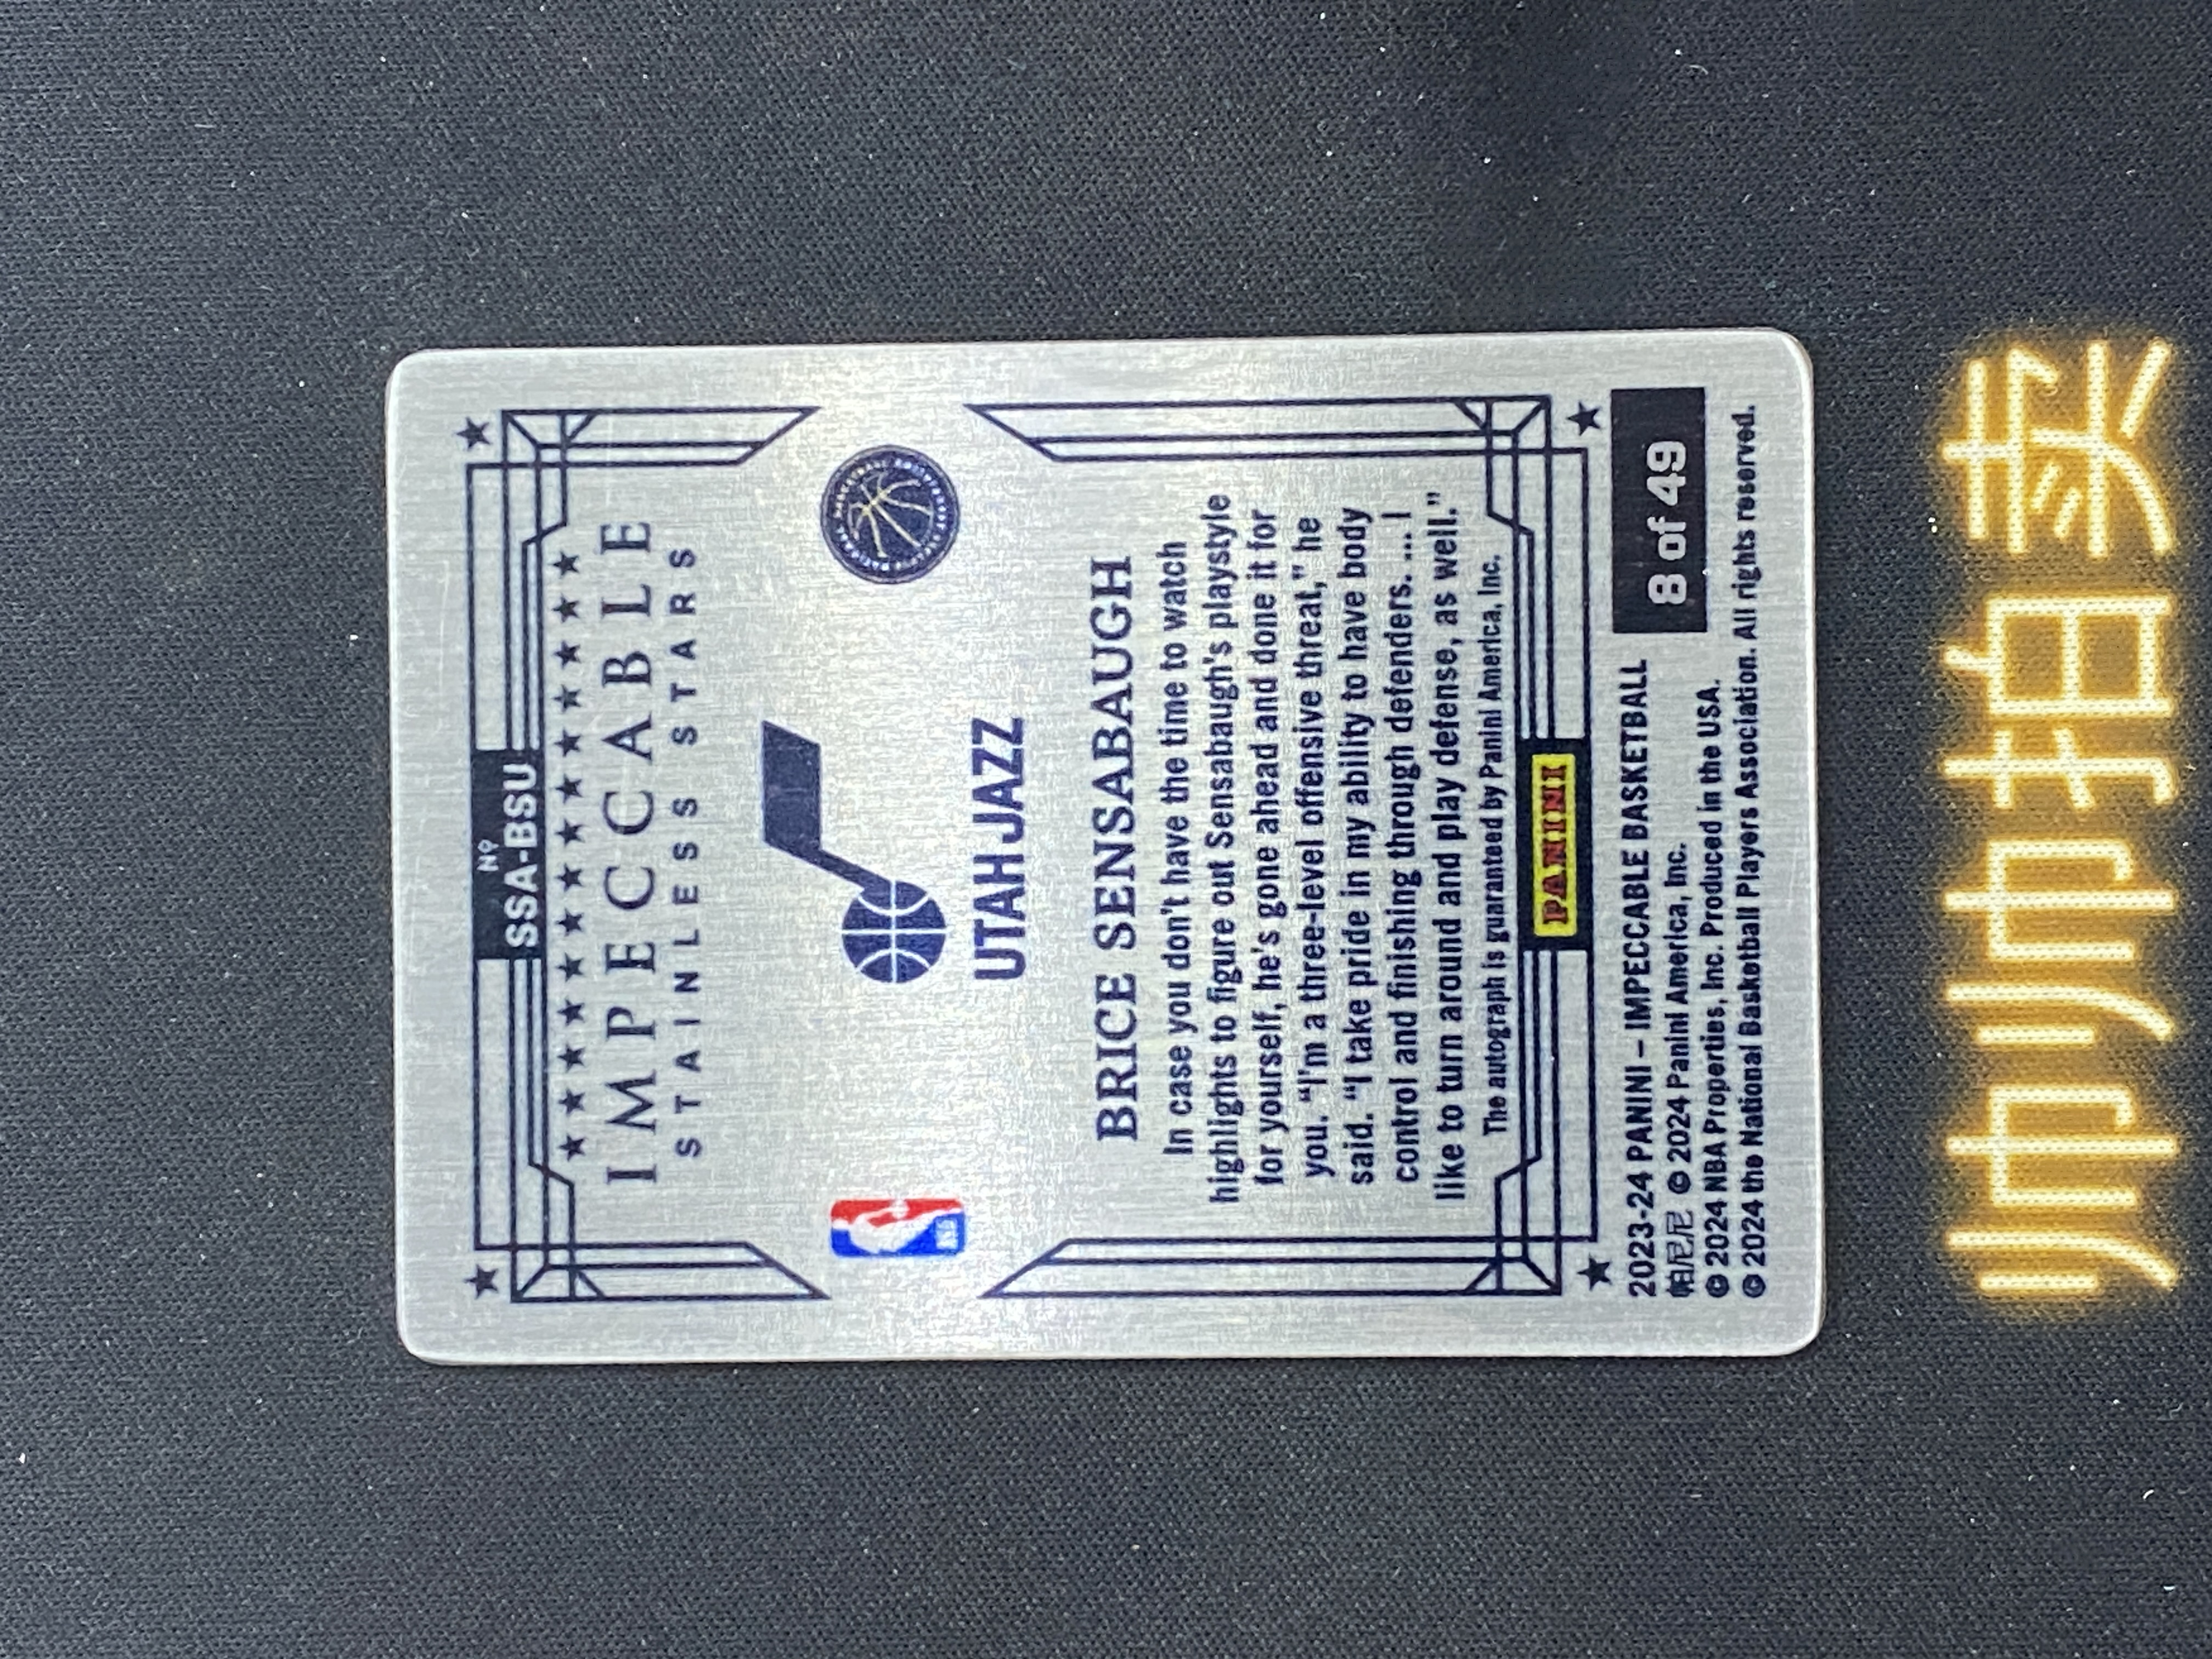 Nº
SSA-BSU
IMPECCABLE
STAINLESS STARS
UTAH JAZZ
BRICE SENSABAUGH
In case you don't have the time to watch
highlights to figure out Sensabaugh's playstyle
for yourself, he's gone ahead and done it for
you. “I'm a three-level offensive threat,” he
said. “I take pride in my ability to have body
control and finishing through defenders. ... I
like to turn around and play defense, as well.”
The autograph is guaranteed by Panini America, Inc.
PANINI
2023-24 PANINI – IMPECCABLE BASKETBALL
8 of 49
帕尼尼 © 2024 Panini America, Inc.
© 2024 NBA Properties, Inc. Produced in the USA.
© 2024 the National Basketball Players Association. All rights reserved.
帅帅拍卖